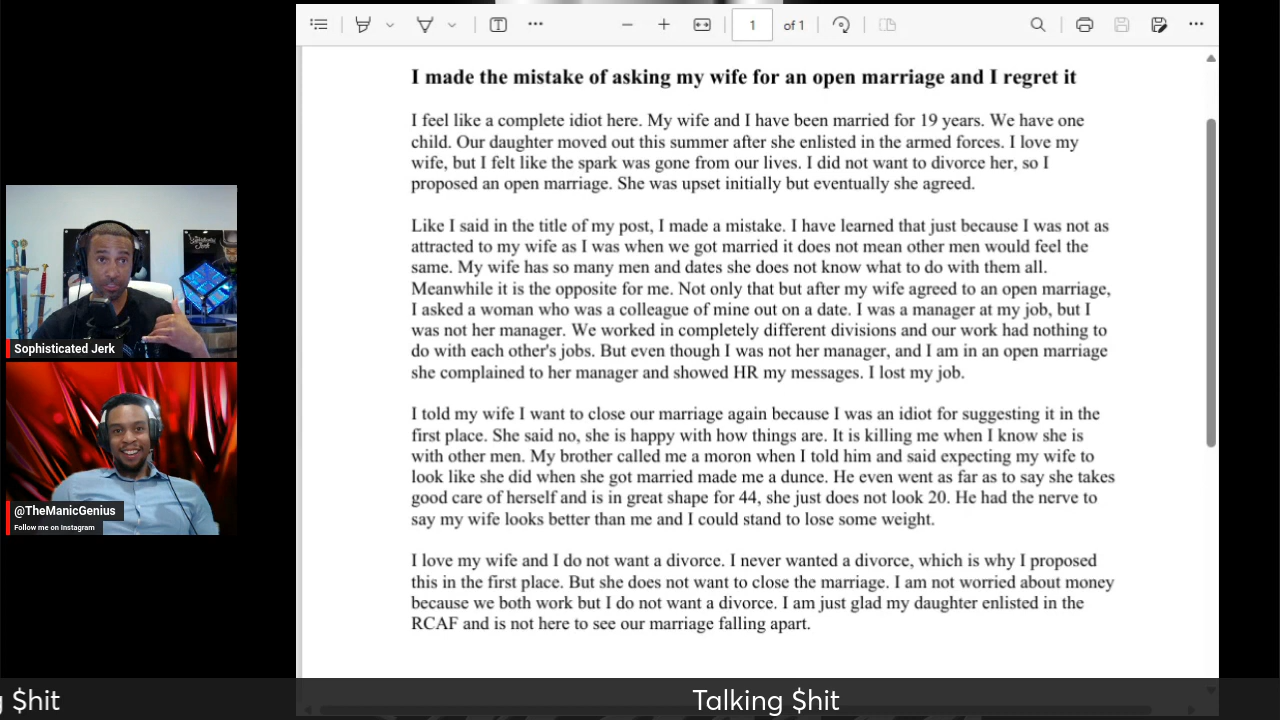 1 of 1
I made the mistake of asking my wife for an open marriage and I regret it
I feel like a complete idiot here. My wife and I have been married for 19 years. We have one
child. Our daughter moved out this summer after she enlisted in the armed forces. I love my
wife, but I felt like the spark was gone from our lives. I did not want to divorce her, so I
proposed an open marriage. She was upset initially but eventually she agreed.
Like I said in the title of my post, I made a mistake. I have learned that just because I was not as
attracted to my wife as I was when we got married it does not mean other men would feel the
same. My wife has so many men and dates she does not know what to do with them all.
Meanwhile it is the opposite for me. Not only that but after my wife agreed to an open marriage,
I asked a woman who was a colleague of mine out on a date. I was a manager at my job, but I
was not her manager. We worked in completely different divisions and our work had nothing to
do with each other's jobs. But even though I was not her manager, and I am in an open marriage
she complained to her manager and showed HR my messages. I lost my job.
I told my wife I want to close our marriage again because I was an idiot for suggesting it in the
first place. She said no, she is happy with how things are. It is killing me when I know she is
with other men. My brother called me a moron when I told him and said expecting my wife to
look like she did when she got married made me a dunce. He even went as far as to say she takes
good care of herself and is in great shape for 44, she just does not look 20. He had the nerve to
say my wife looks better than me and I could stand to lose some weight.
I love my wife and I do not want a divorce. I never wanted a divorce, which is why I proposed
this in the first place. But she does not want to close the marriage. I am not worried about money
because we both work but I do not want a divorce. I am just glad my daughter enlisted in the
RCAF and is not here to see our marriage falling apart.
Sophisticated Jerk
@TheManicGenius
Follow me on Instagram
g $hit
Talking $hit